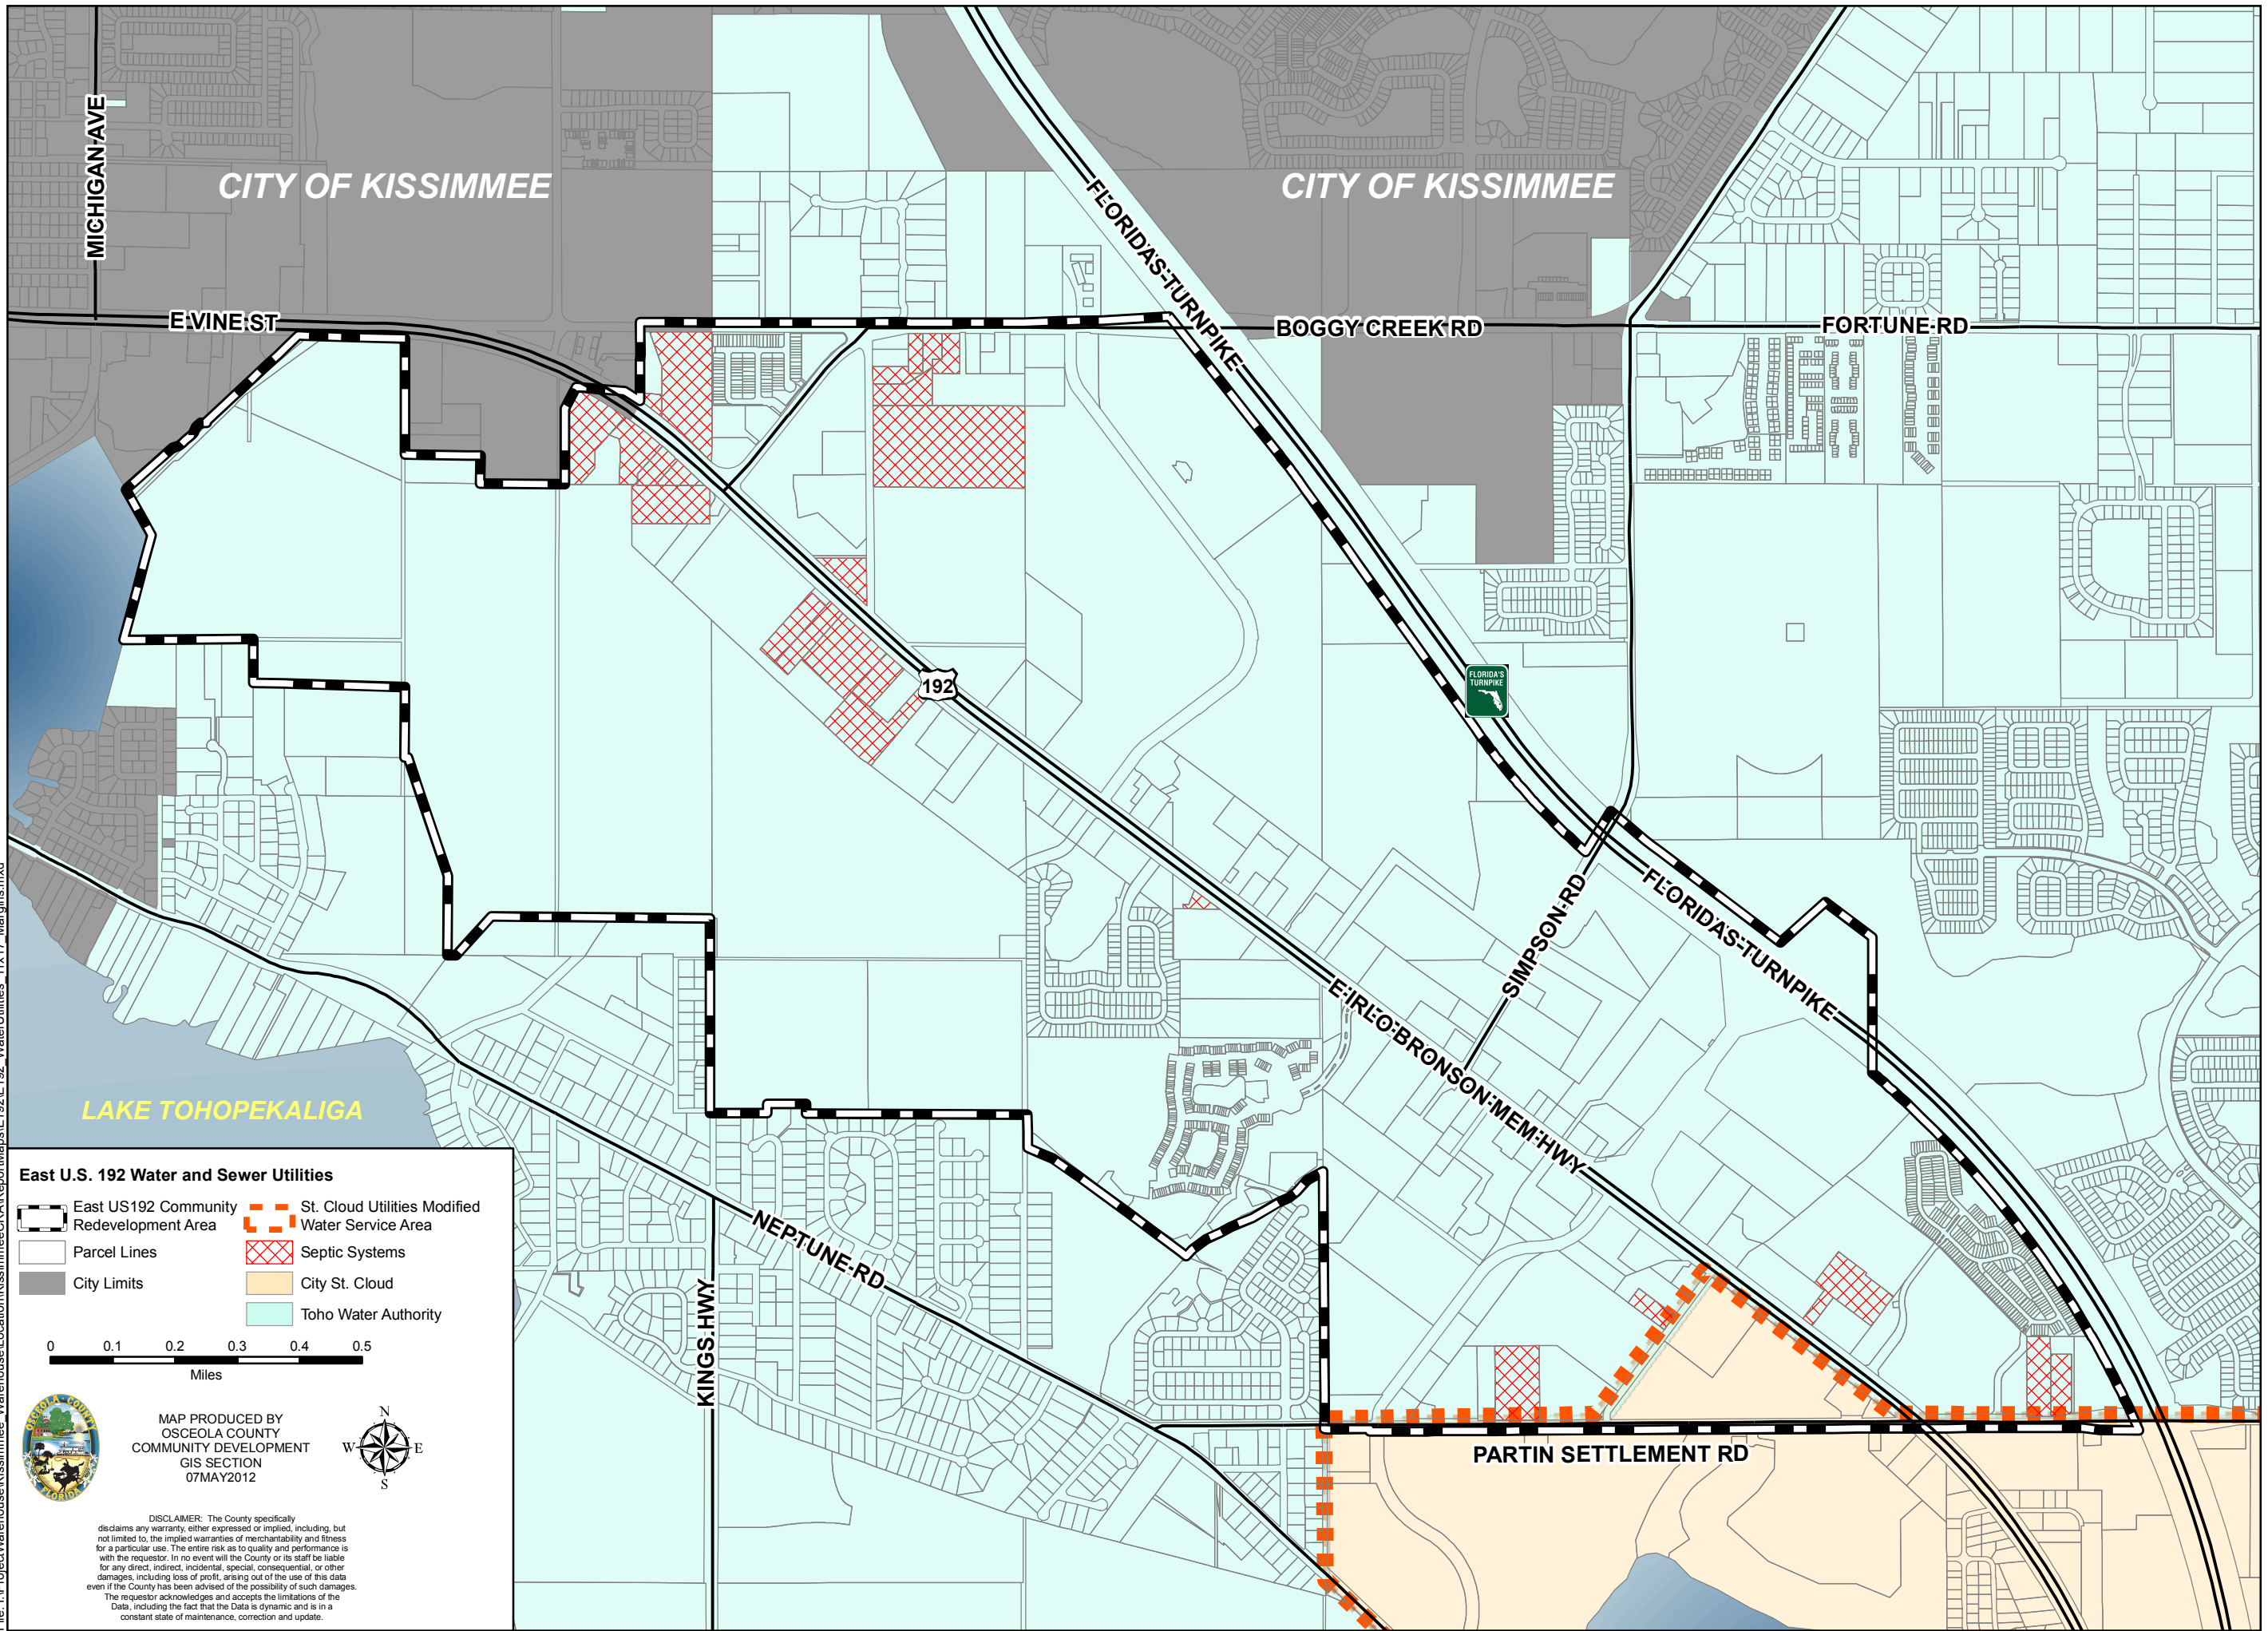 MICHIGAN AVE
CITY OF KISSIMMEE
CITY OF KISSIMMEE
FLORIDAS TURNPIKE
E VINE ST
BOGGY CREEK RD
FORTUNE RD
192
FLORIDA'S
TURNPIKE
SIMPSON RD
FLORIDAS TURNPIKE
E IRLO BRONSON MEM HWY
LAKE TOHOPEKALIGA
NEPTUNE RD
KINGS HWY
PARTIN SETTLEMENT RD
East U.S. 192 Water and Sewer Utilities
East US192 Community
Redevelopment Area
Parcel Lines
City Limits
St. Cloud Utilities Modified
Water Service Area
Septic Systems
City St. Cloud
Toho Water Authority
0 0.1 0.2 0.3 0.4 0.5
Miles
OSCEOLA COUNTY
FLORIDA
MAP PRODUCED BY
OSCEOLA COUNTY
COMMUNITY DEVELOPMENT
GIS SECTION
07MAY2012
N
W E
S
DISCLAIMER: The County specifically
disclaims any warranty, either expressed or implied, including, but
not limited to, the implied warranties of merchantability and fitness
for a particular use. The entire risk as to quality and performance is
with the requestor. In no event will the County or its staff be liable
for any direct, indirect, incidental, special, consequential, or other
damages, including loss of profit, arising out of the use of this data
even if the County has been advised of the possibility of such damages.
The requestor acknowledges and accepts the limitations of the
Data, including the fact that the Data is dynamic and is in a
constant state of maintenance, correction and update.